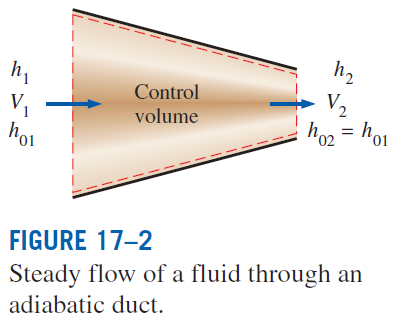 h₁
V₁
h₀₁
Control
volume
h₂
V₂
h₀₂ = h₀₁
FIGURE 17–2
Steady flow of a fluid through an
adiabatic duct.